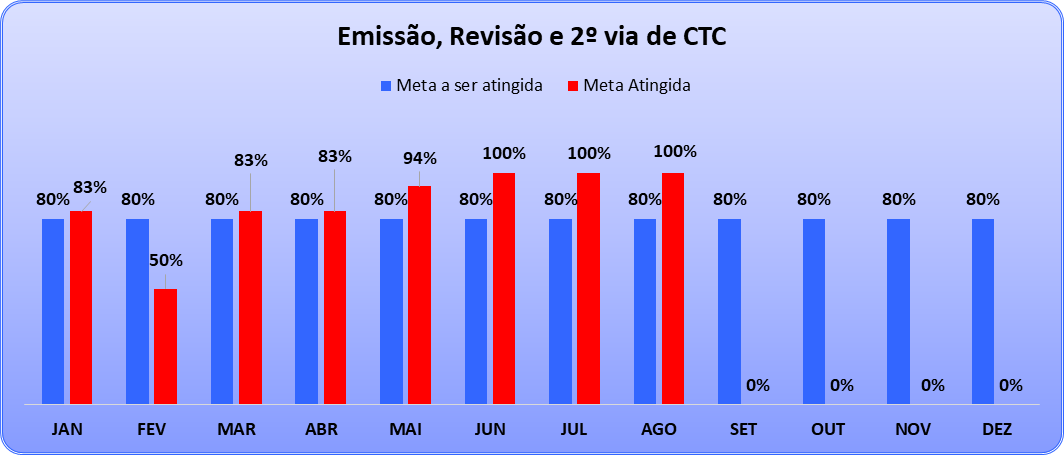 Emissão, Revisão e 2º via de CTC
Meta a ser atingida Meta Atingida
80% 83% 80% 50% 80% 83% 80% 83% 80% 94% 80% 100% 80% 100% 80% 100% 80% 0% 80% 0% 80% 0% 80% 0%
JAN FEV MAR ABR MAI JUN JUL AGO SET OUT NOV DEZ